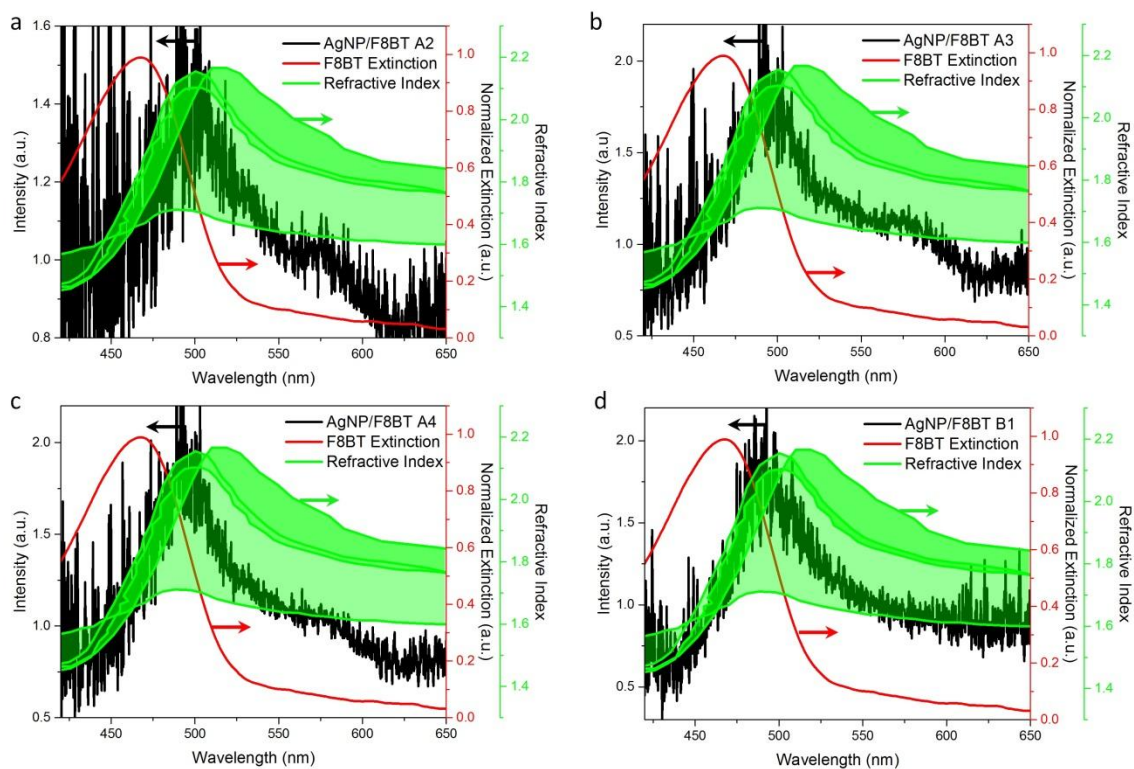 a
AgNP/F8BT A2
F8BT Extinction
Refractive Index
Intensity (a.u.)
1.6
1.4
1.2
1.0
0.8
450 500 550 600 650
Wavelength (nm)
1.0
0.8
0.6
0.4
0.2
0.0
Normalized Extinction (a.u.)
2.2
2.1
1.8
1.6
1.4
Refractive Index
b
AgNP/F8BT A3
F8BT Extinction
Refractive Index
Intensity (a.u)
2.0
1.5
1.0
0.5
450 500 550 600 650
Wavelength (nm)
1.0
0.8
0.6
0.4
0.2
0.0
Normalized Extinction (a.u.)
2.2
2.1
1.8
1.6
1.4
Refractive Index
c
AgNP/F8BT A4
F8BT Extinction
Refractive Index
Intensity (a.u.)
2.0
1.5
1.0
0.5
450 500 550 600 650
Wavelength (nm)
1.0
0.8
0.6
0.4
0.2
0.0
Normalized Extinction (a.u.)
2.2
2.1
1.8
1.6
1.4
Refractive Index
d
AgNP/F8BT B1
F8BT Extinction
Refractive Index
Intensity (a.u.)
2.0
1.5
1.0
0.5
450 500 550 600 650
Wavelength (nm)
1.0
0.8
0.6
0.4
0.2
0.0
Normalized Extinction (a.u.)
2.2
2.1
1.8
1.6
1.4
Refractive Index